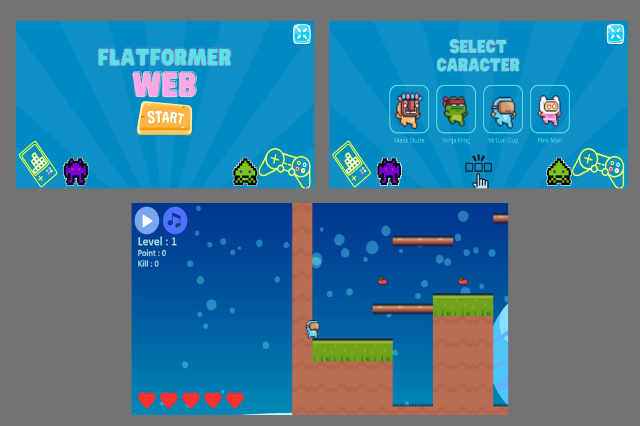 FLATFORMER
WEB
START
SELECT
CARACTER
Mask Dude
Ninja Frog
Virtual Guy
Pink Man
Level : 1
Point : 0
Kill : 0